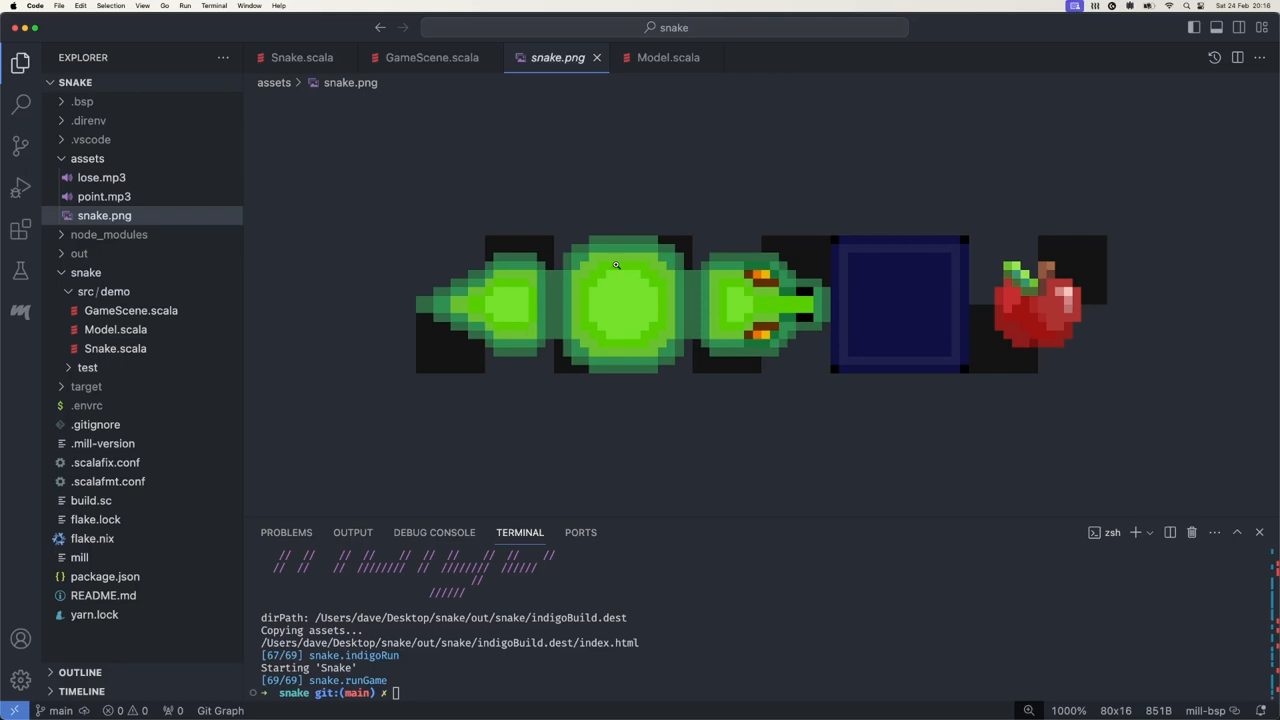 Code File Edit Selection View Go Run Terminal Window Help Sat 24 Feb 20:16
snake
EXPLORER
Snake.scala GameScene.scala snake.png Model.scala
SNAKE
assets snake.png
.bsp
.direnv
.vscode
assets
lose.mp3
point.mp3
snake.png
node_modules
out
snake
src/demo
GameScene.scala
Model.scala
Snake.scala
test
target
.envrc
.gitignore
.mill-version
.scalafix.conf
.scalafmt.conf
build.sc
flake.lock
flake.nix
mill
package.json
README.md
yarn.lock
OUTLINE
TIMELINE
PROBLEMS OUTPUT DEBUG CONSOLE TERMINAL PORTS
zsh
// // // // // // // // // //
// // // //////// // // //////// //////
//
//////
dirPath: /Users/dave/Desktop/snake/out/snake/indigoBuild.dest
Copying assets...
/Users/dave/Desktop/snake/out/snake/indigoBuild.dest/index.html
[67/69] snake.indigoRun
Starting 'Snake'
[69/69] snake.runGame
→ snake git:(main) ✗
main 0 0 0 Git Graph 1000% 80x16 851B mill-bsp